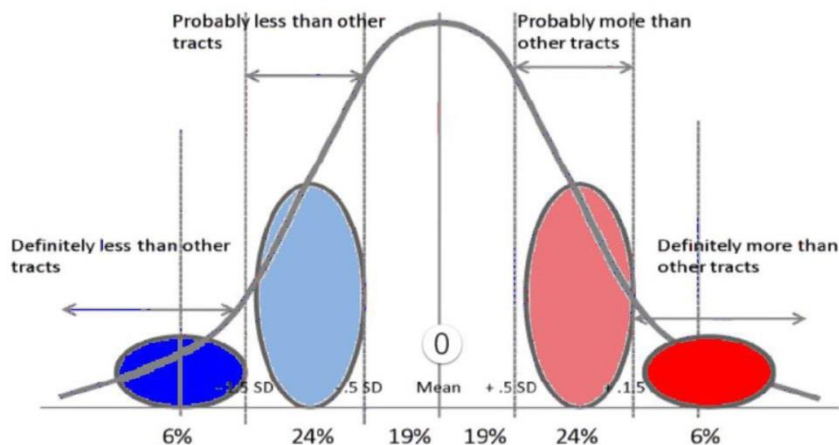 Probably less than other
tracts
Probably more than
other tracts
Definitely less than other
tracts
Definitely more than
other tracts
0
-1.5 SD -.5 SD Mean + .5 SD + .1.5
6% 24% 19% 19% 24% 6%